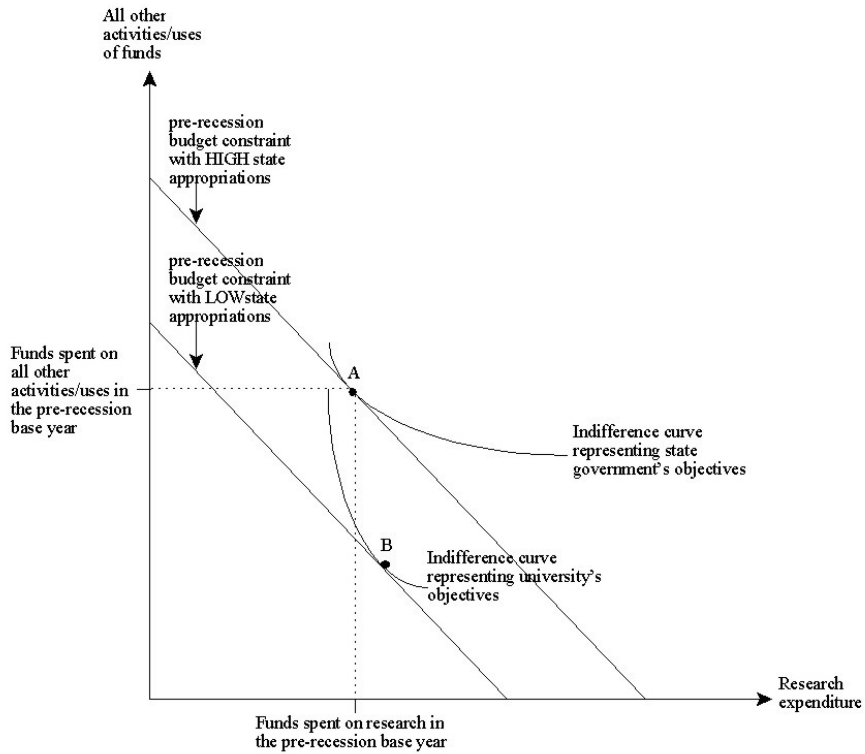 All other
activities/uses
of funds
pre-recession
budget constraint
with HIGH state
appropriations
pre-recession
budget constraint
with LOWstate
appropriations
Funds spent on
all other
activities/uses in
the pre-recession
base year
A
Indifference curve
representing state
government's objectives
B
Indifference curve
representing university's
objectives
Research
expenditure
Funds spent on research in
the pre-recession base year